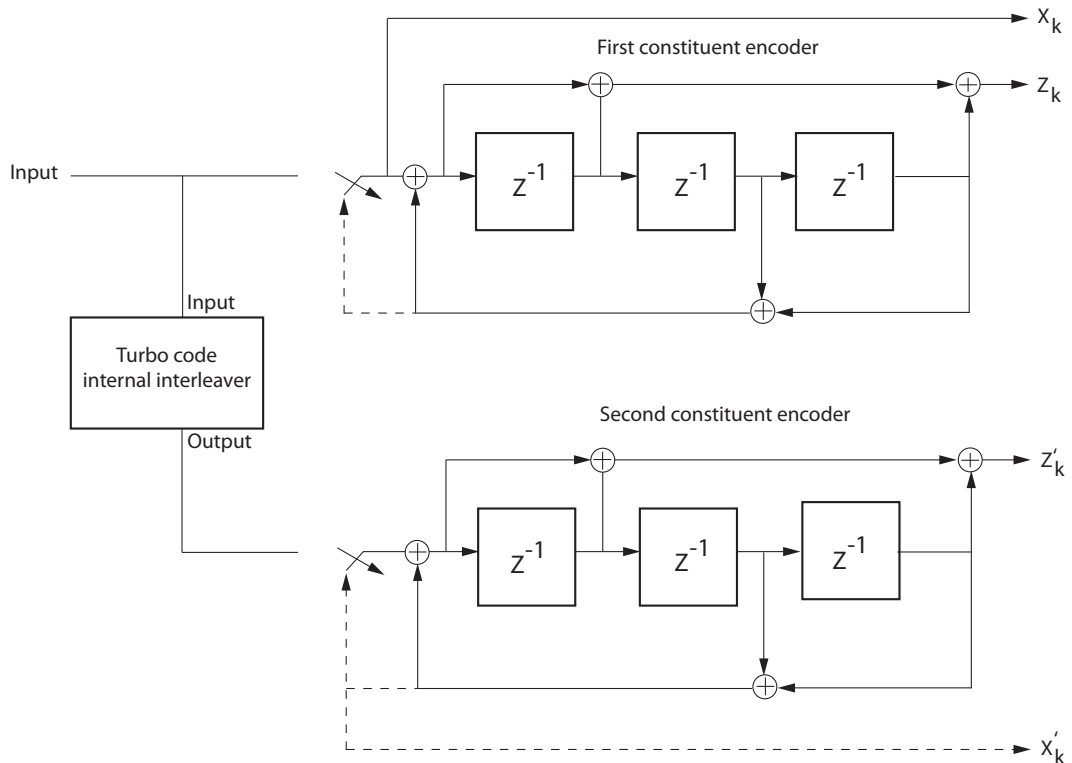 X_k
First constituent encoder
Z_k
Input
Z^-1 Z^-1 Z^-1
Input
Turbo code
internal interleaver
Output
Second constituent encoder
Z'_k
Z^-1 Z^-1 Z^-1
X'_k